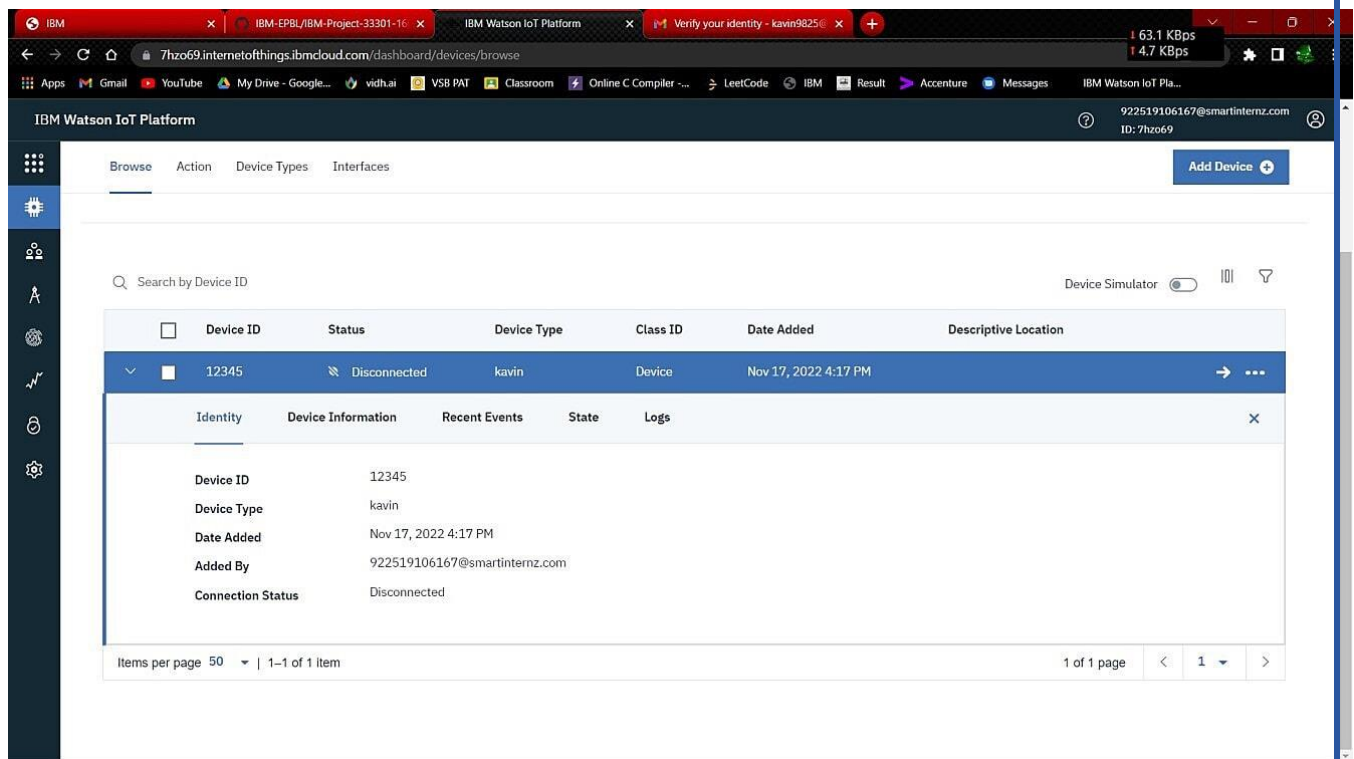 IBM
IBM-EPBL/IBM-Project-33301-16
IBM Watson IoT Platform
Verify your identity - kavin9825@
63.1 KBps
4.7 KBps
7hzo69.internetofthings.ibmcloud.com/dashboard/devices/browse
Apps Gmail YouTube My Drive - Google... vidh.ai VSB PAT Classroom Online C Compiler -... LeetCode IBM Result Accenture Messages IBM Watson IoT Pla...
IBM Watson IoT Platform
922519106167@smartinternz.com
ID: 7hzo69
Browse Action Device Types Interfaces
Add Device
Search by Device ID
Device Simulator
Device ID Status Device Type Class ID Date Added Descriptive Location
12345 Disconnected kavin Device Nov 17, 2022 4:17 PM
Identity Device Information Recent Events State Logs
Device ID 12345
Device Type kavin
Date Added Nov 17, 2022 4:17 PM
Added By 922519106167@smartinternz.com
Connection Status Disconnected
Items per page 50 | 1–1 of 1 item
1 of 1 page
1